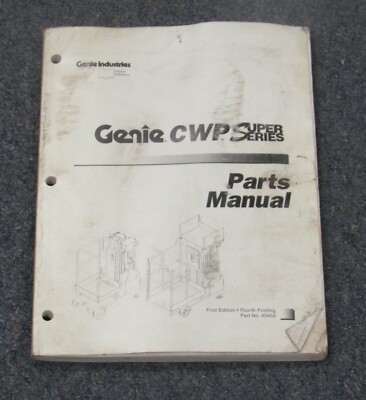 Genie Industries
Genie CWP SUPER SERIES
Parts
Manual
First Edition • Fourth Printing
Part No.